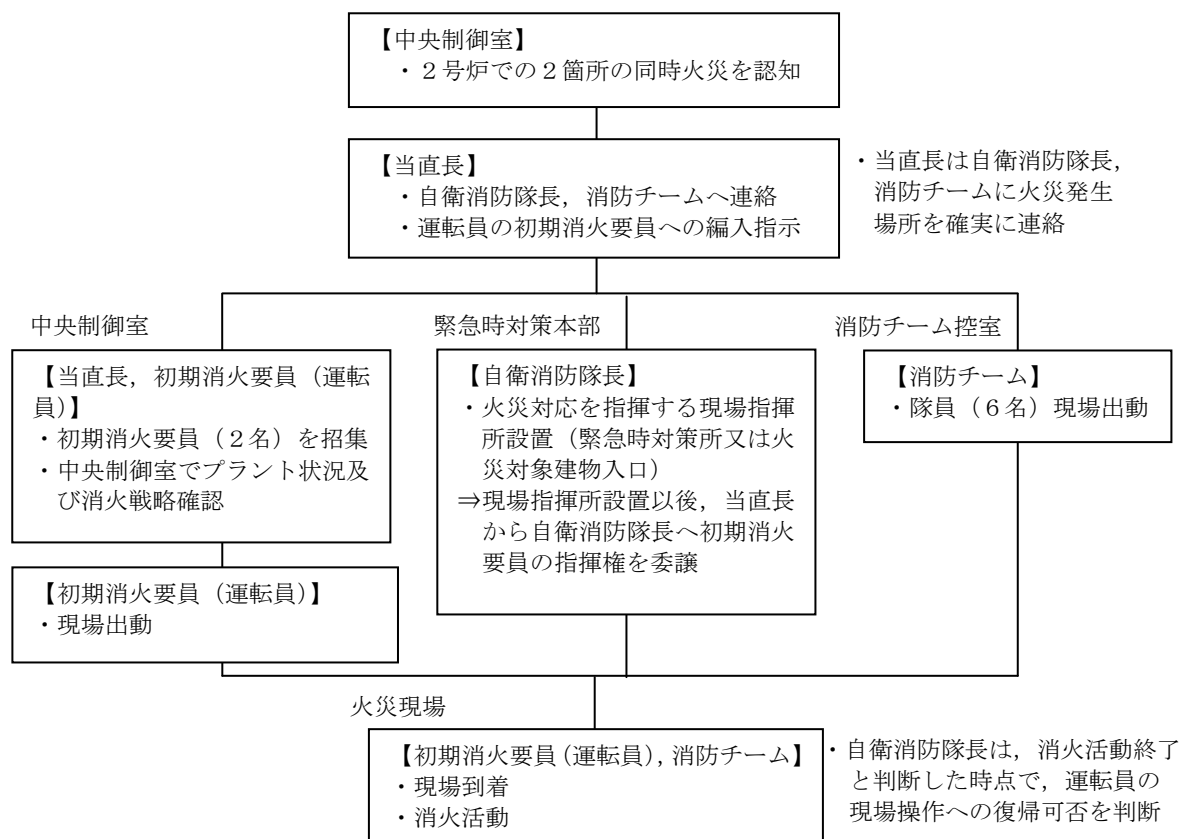 【中央制御室】
・２号炉での２箇所の同時火災を認知
【当直長】
・自衛消防隊長，消防チームへ連絡
・運転員の初期消火要員への編入指示
・当直長は自衛消防隊長，
消防チームに火災発生
場所を確実に連絡
中央制御室
【当直長，初期消火要員（運転
員）】
・初期消火要員（２名）を招集
・中央制御室でプラント状況及
び消火戦略確認
【初期消火要員（運転員）】
・現場出動
緊急時対策本部
【自衛消防隊長】
・火災対応を指揮する現場指揮
所設置（緊急時対策所又は火
災対象建物入口）
⇒現場指揮所設置以後，当直長
から自衛消防隊長へ初期消火
要員の指揮権を委譲
消防チーム控室
【消防チーム】
・隊員（６名）現場出動
火災現場
【初期消火要員（運転員），消防チーム】
・現場到着
・消火活動
・自衛消防隊長は，消火活動終了
と判断した時点で，運転員の
現場操作への復帰可否を判断